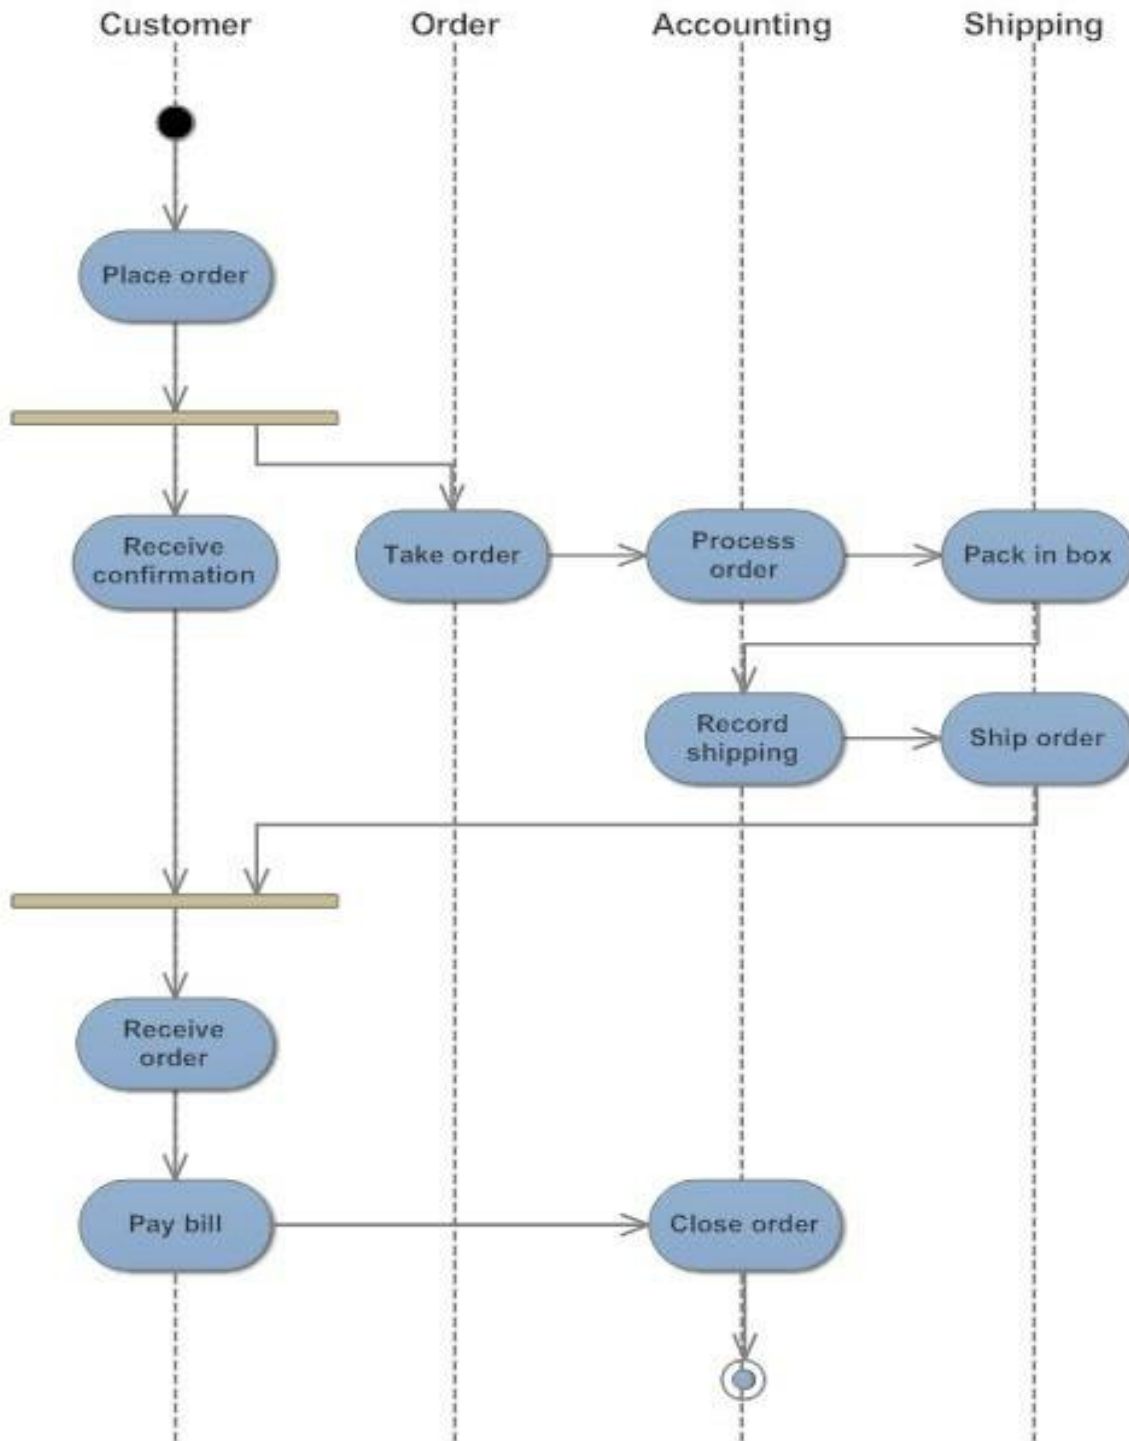 Customer
Order
Accounting
Shipping
Place order
Receive
confirmation
Take order
Process
order
Pack in box
Record
shipping
Ship order
Receive
order
Pay bill
Close order